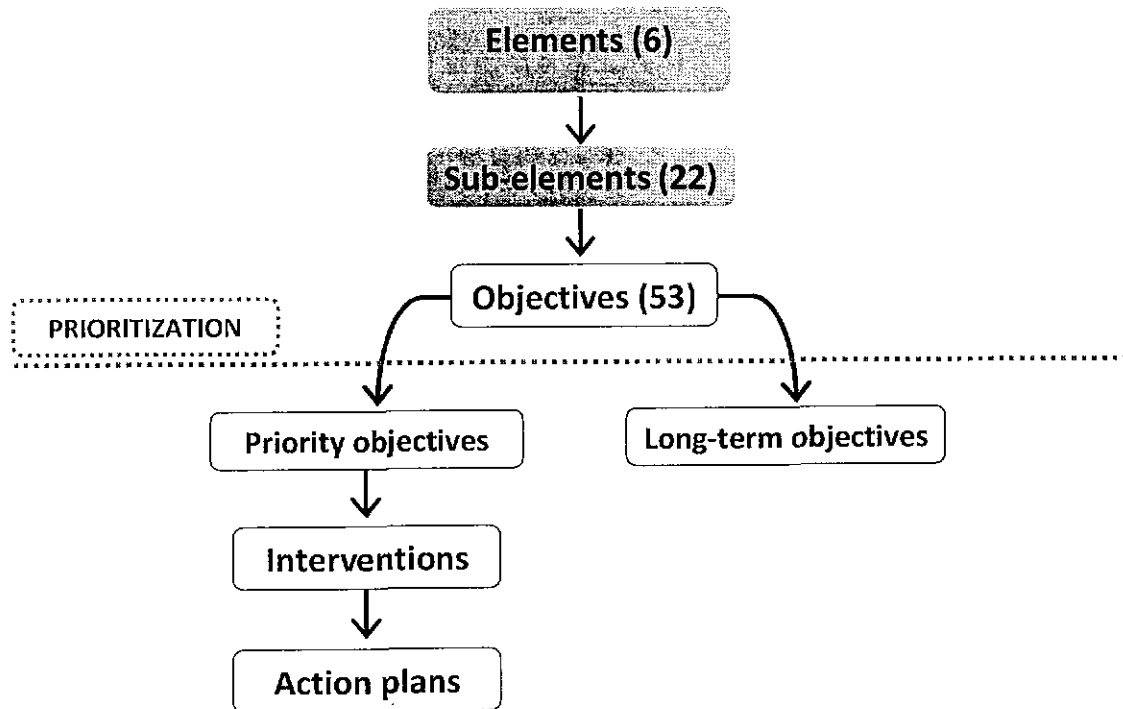 Elements (6)
Sub-elements (22)
Objectives (53)
PRIORITIZATION
Priority objectives
Long-term objectives
Interventions
Action plans